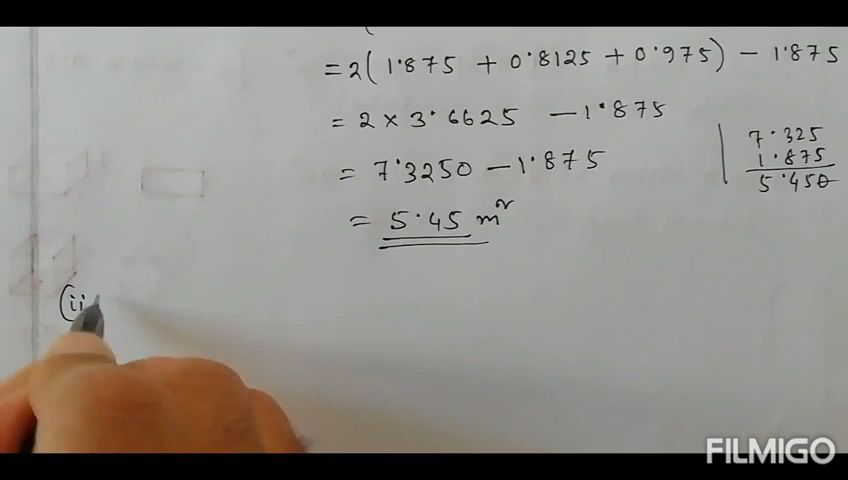 = 2(1.875 + 0.8125 + 0.975) - 1.875
= 2 × 3.6625 - 1.875
= 7.3250 - 1.875
7.325
1.875
5.450
= 5.45 m²
(ii
FILMIGO